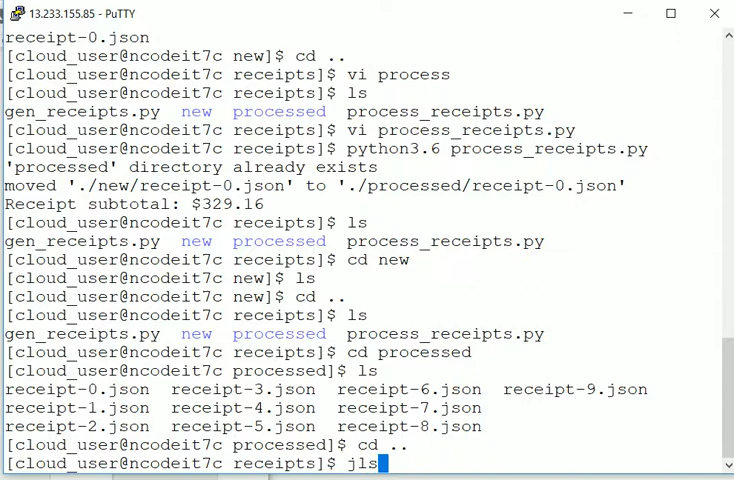 13.233.155.85 - PuTTY
receipt-0.json
[cloud_user@ncodeit7c new]$ cd ..
[cloud_user@ncodeit7c receipts]$ vi process
[cloud_user@ncodeit7c receipts]$ ls
gen_receipts.py  new  processed  process_receipts.py
[cloud_user@ncodeit7c receipts]$ vi process_receipts.py
[cloud_user@ncodeit7c receipts]$ python3.6 process_receipts.py
'processed' directory already exists
moved './new/receipt-0.json' to './processed/receipt-0.json'
Receipt subtotal: $329.16
[cloud_user@ncodeit7c receipts]$ ls
gen_receipts.py  new  processed  process_receipts.py
[cloud_user@ncodeit7c receipts]$ cd new
[cloud_user@ncodeit7c new]$ ls
[cloud_user@ncodeit7c new]$ cd ..
[cloud_user@ncodeit7c receipts]$ ls
gen_receipts.py  new  processed  process_receipts.py
[cloud_user@ncodeit7c receipts]$ cd processed
[cloud_user@ncodeit7c processed]$ ls
receipt-0.json  receipt-3.json  receipt-6.json  receipt-9.json
receipt-1.json  receipt-4.json  receipt-7.json
receipt-2.json  receipt-5.json  receipt-8.json
[cloud_user@ncodeit7c processed]$ cd ..
[cloud_user@ncodeit7c receipts]$ jls